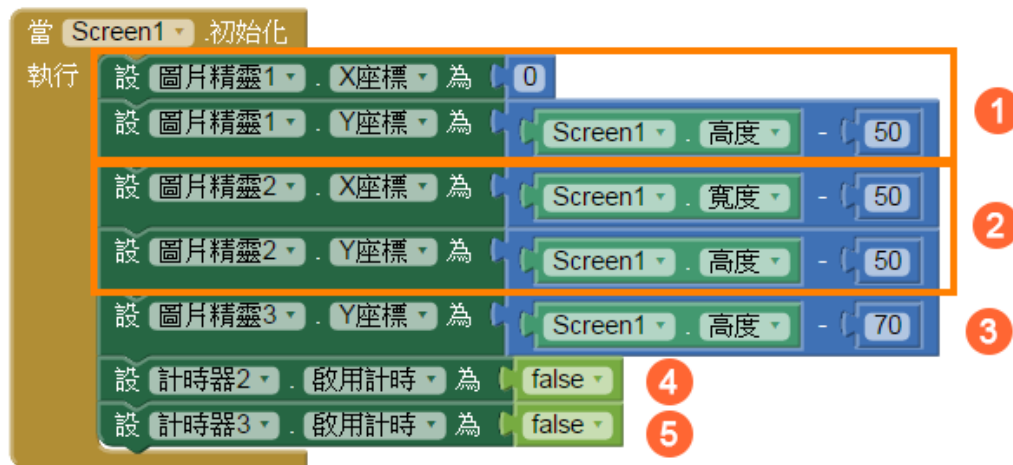 當 Screen1 .初始化
執行 設 圖片精靈1 . X座標 為 0
設 圖片精靈1 . Y座標 為 Screen1 . 高度 - 50
1
設 圖片精靈2 . X座標 為 Screen1 . 寬度 - 50
2
設 圖片精靈2 . Y座標 為 Screen1 . 高度 - 50
設 圖片精靈3 . Y座標 為 Screen1 . 高度 - 70 3
設 計時器2 . 啟用計時 為 false 4
設 計時器3 . 啟用計時 為 false 5